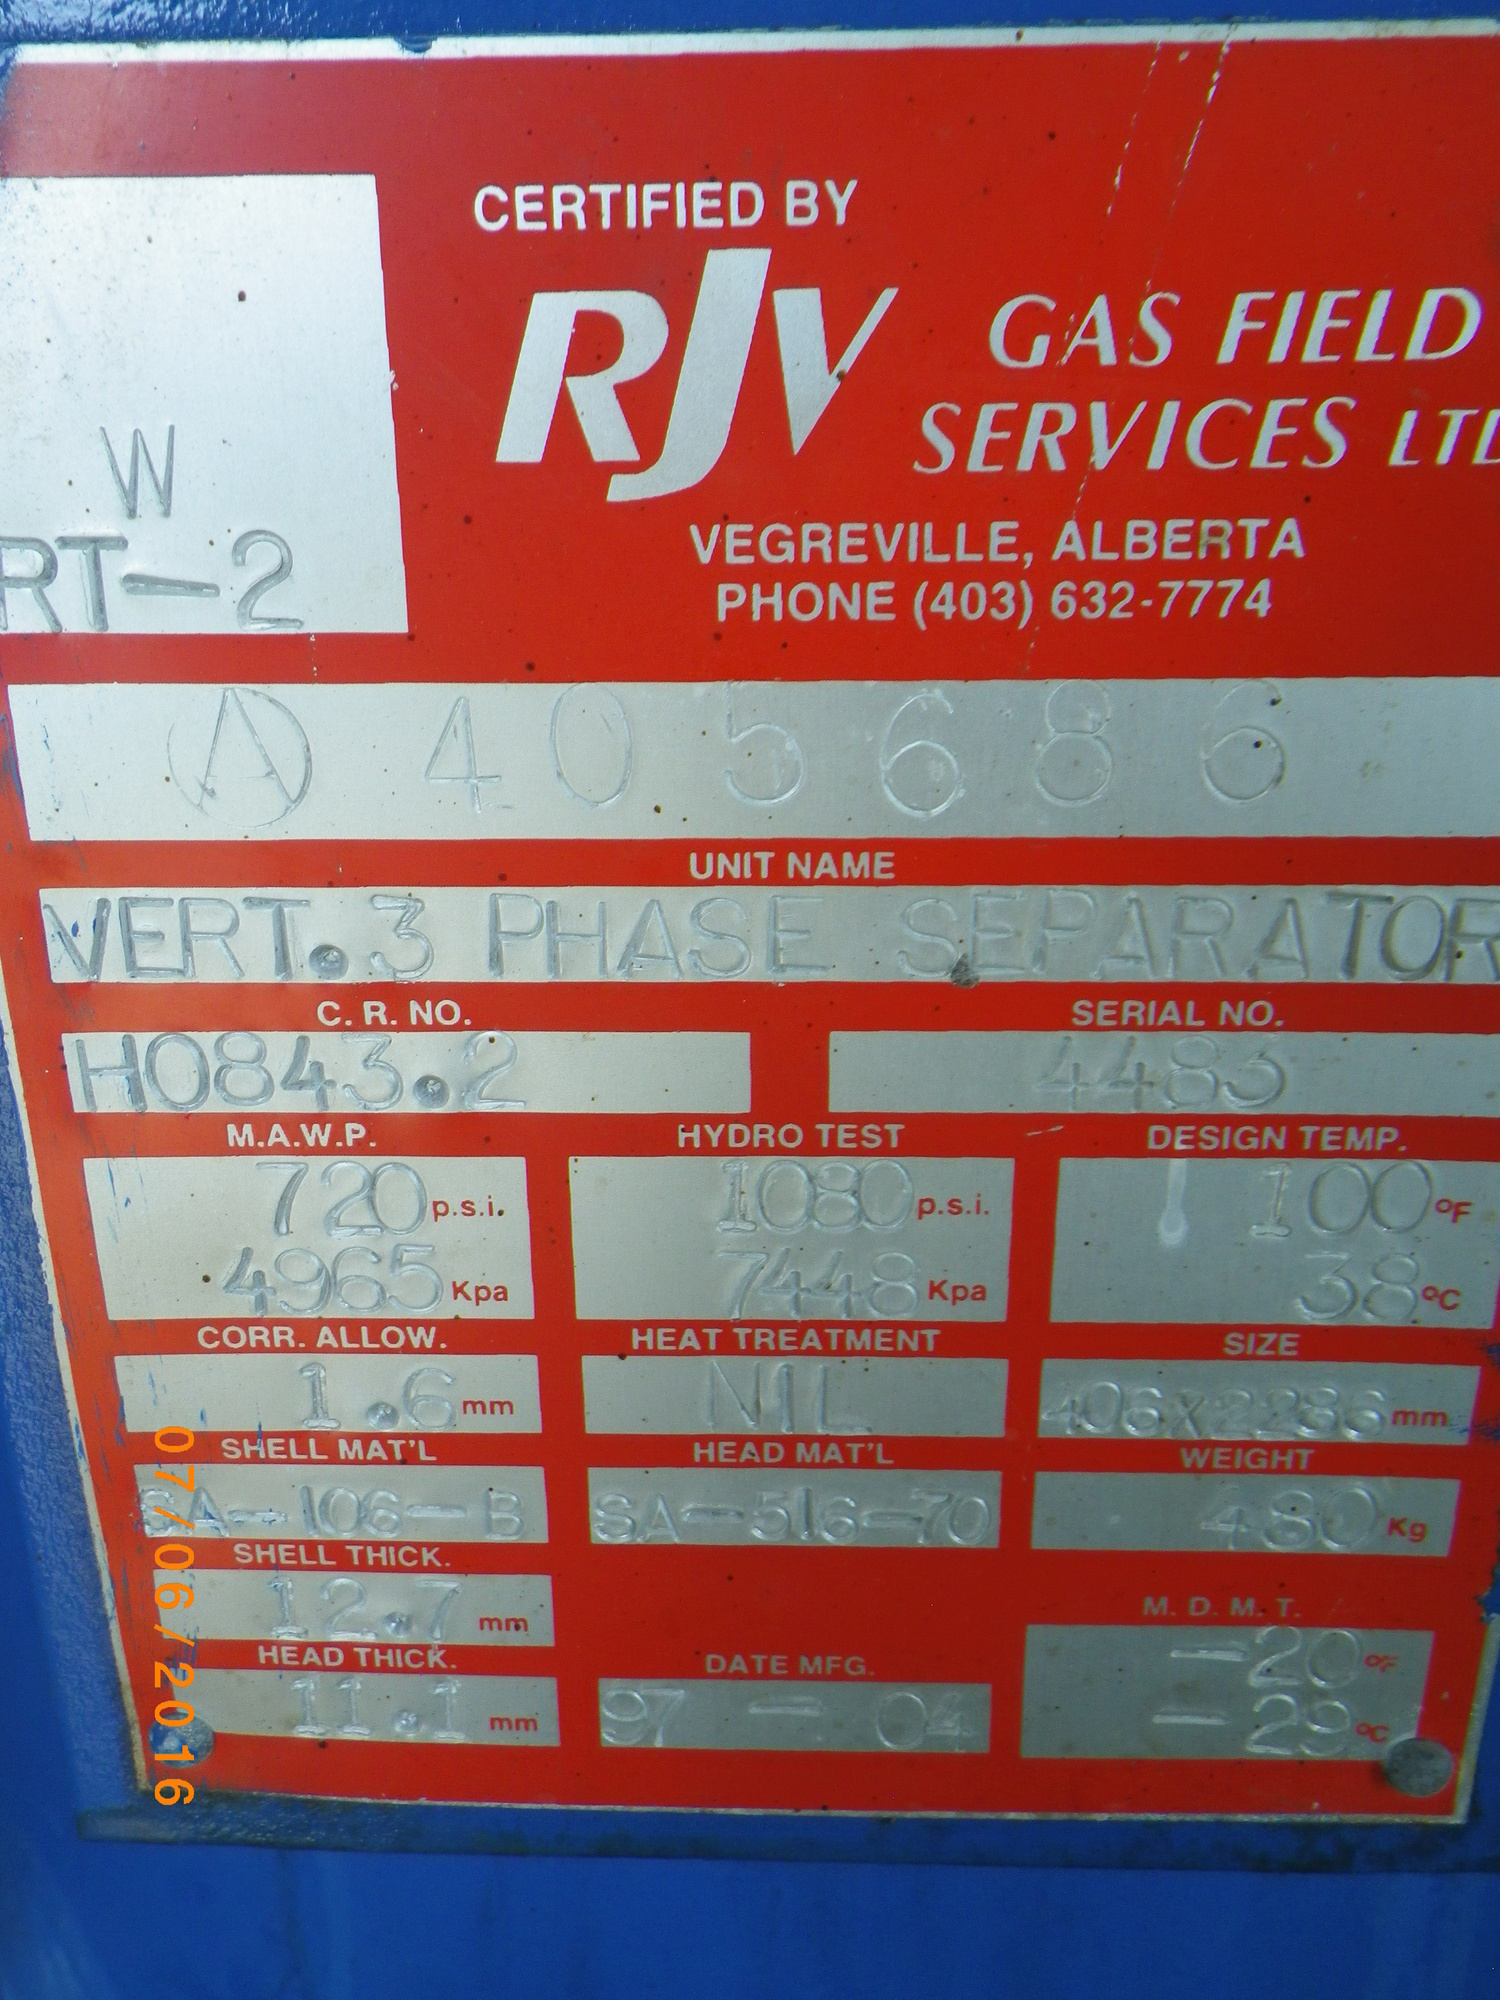 CERTIFIED BY
RJV GAS FIELD
SERVICES LTD
VEGREVILLE, ALBERTA
PHONE (403) 632-7774
W
RT-2
A 405686
UNIT NAME
VERT. 3 PHASE SEPARATOR
C. R. NO.
H0843.2
SERIAL NO.
4483
M.A.W.P.
720 p.s.i.
4965 Kpa
HYDRO TEST
1080 p.s.i.
7448 Kpa
DESIGN TEMP.
100 °F
38 °C
CORR. ALLOW.
1.6 mm
HEAT TREATMENT
NIL
SIZE
406x2286 mm
SHELL MAT'L
SA-106-B
HEAD MAT'L
SA-516-70
WEIGHT
480 Kg
SHELL THICK.
12.7 mm
HEAD THICK.
11.1 mm
DATE MFG.
97 - 04
M. D. M. T.
-20 °F
-29 °C
07/06/2016